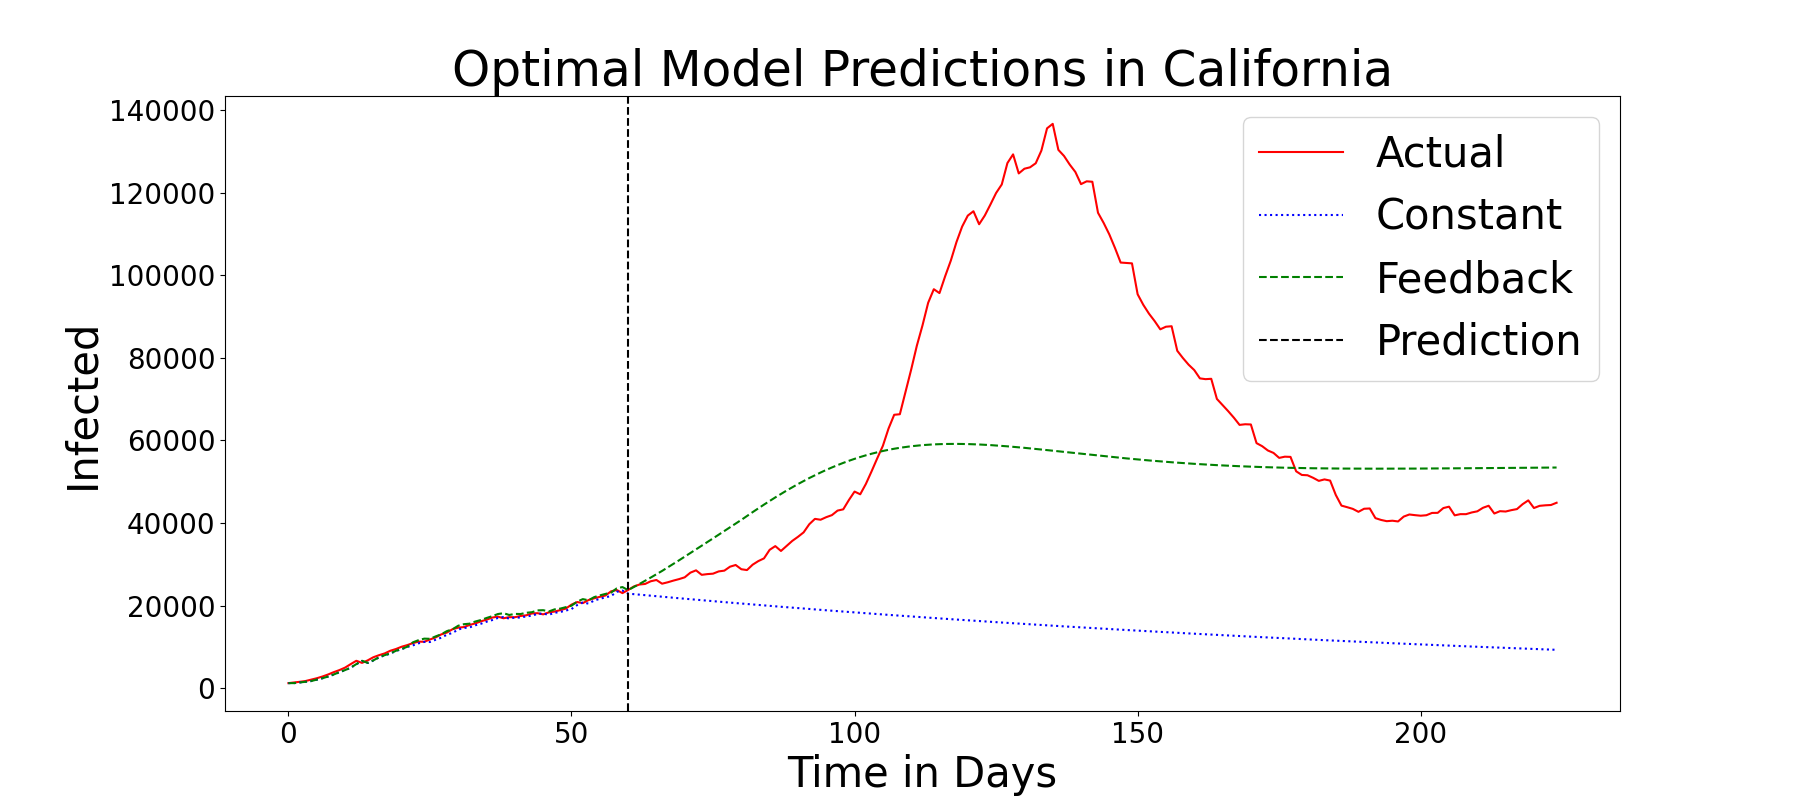 Optimal Model Predictions in California
140000
120000
100000
80000
60000
40000
20000
0
Infected
0 50 100 150 200
Time in Days
Actual
Constant
Feedback
Prediction